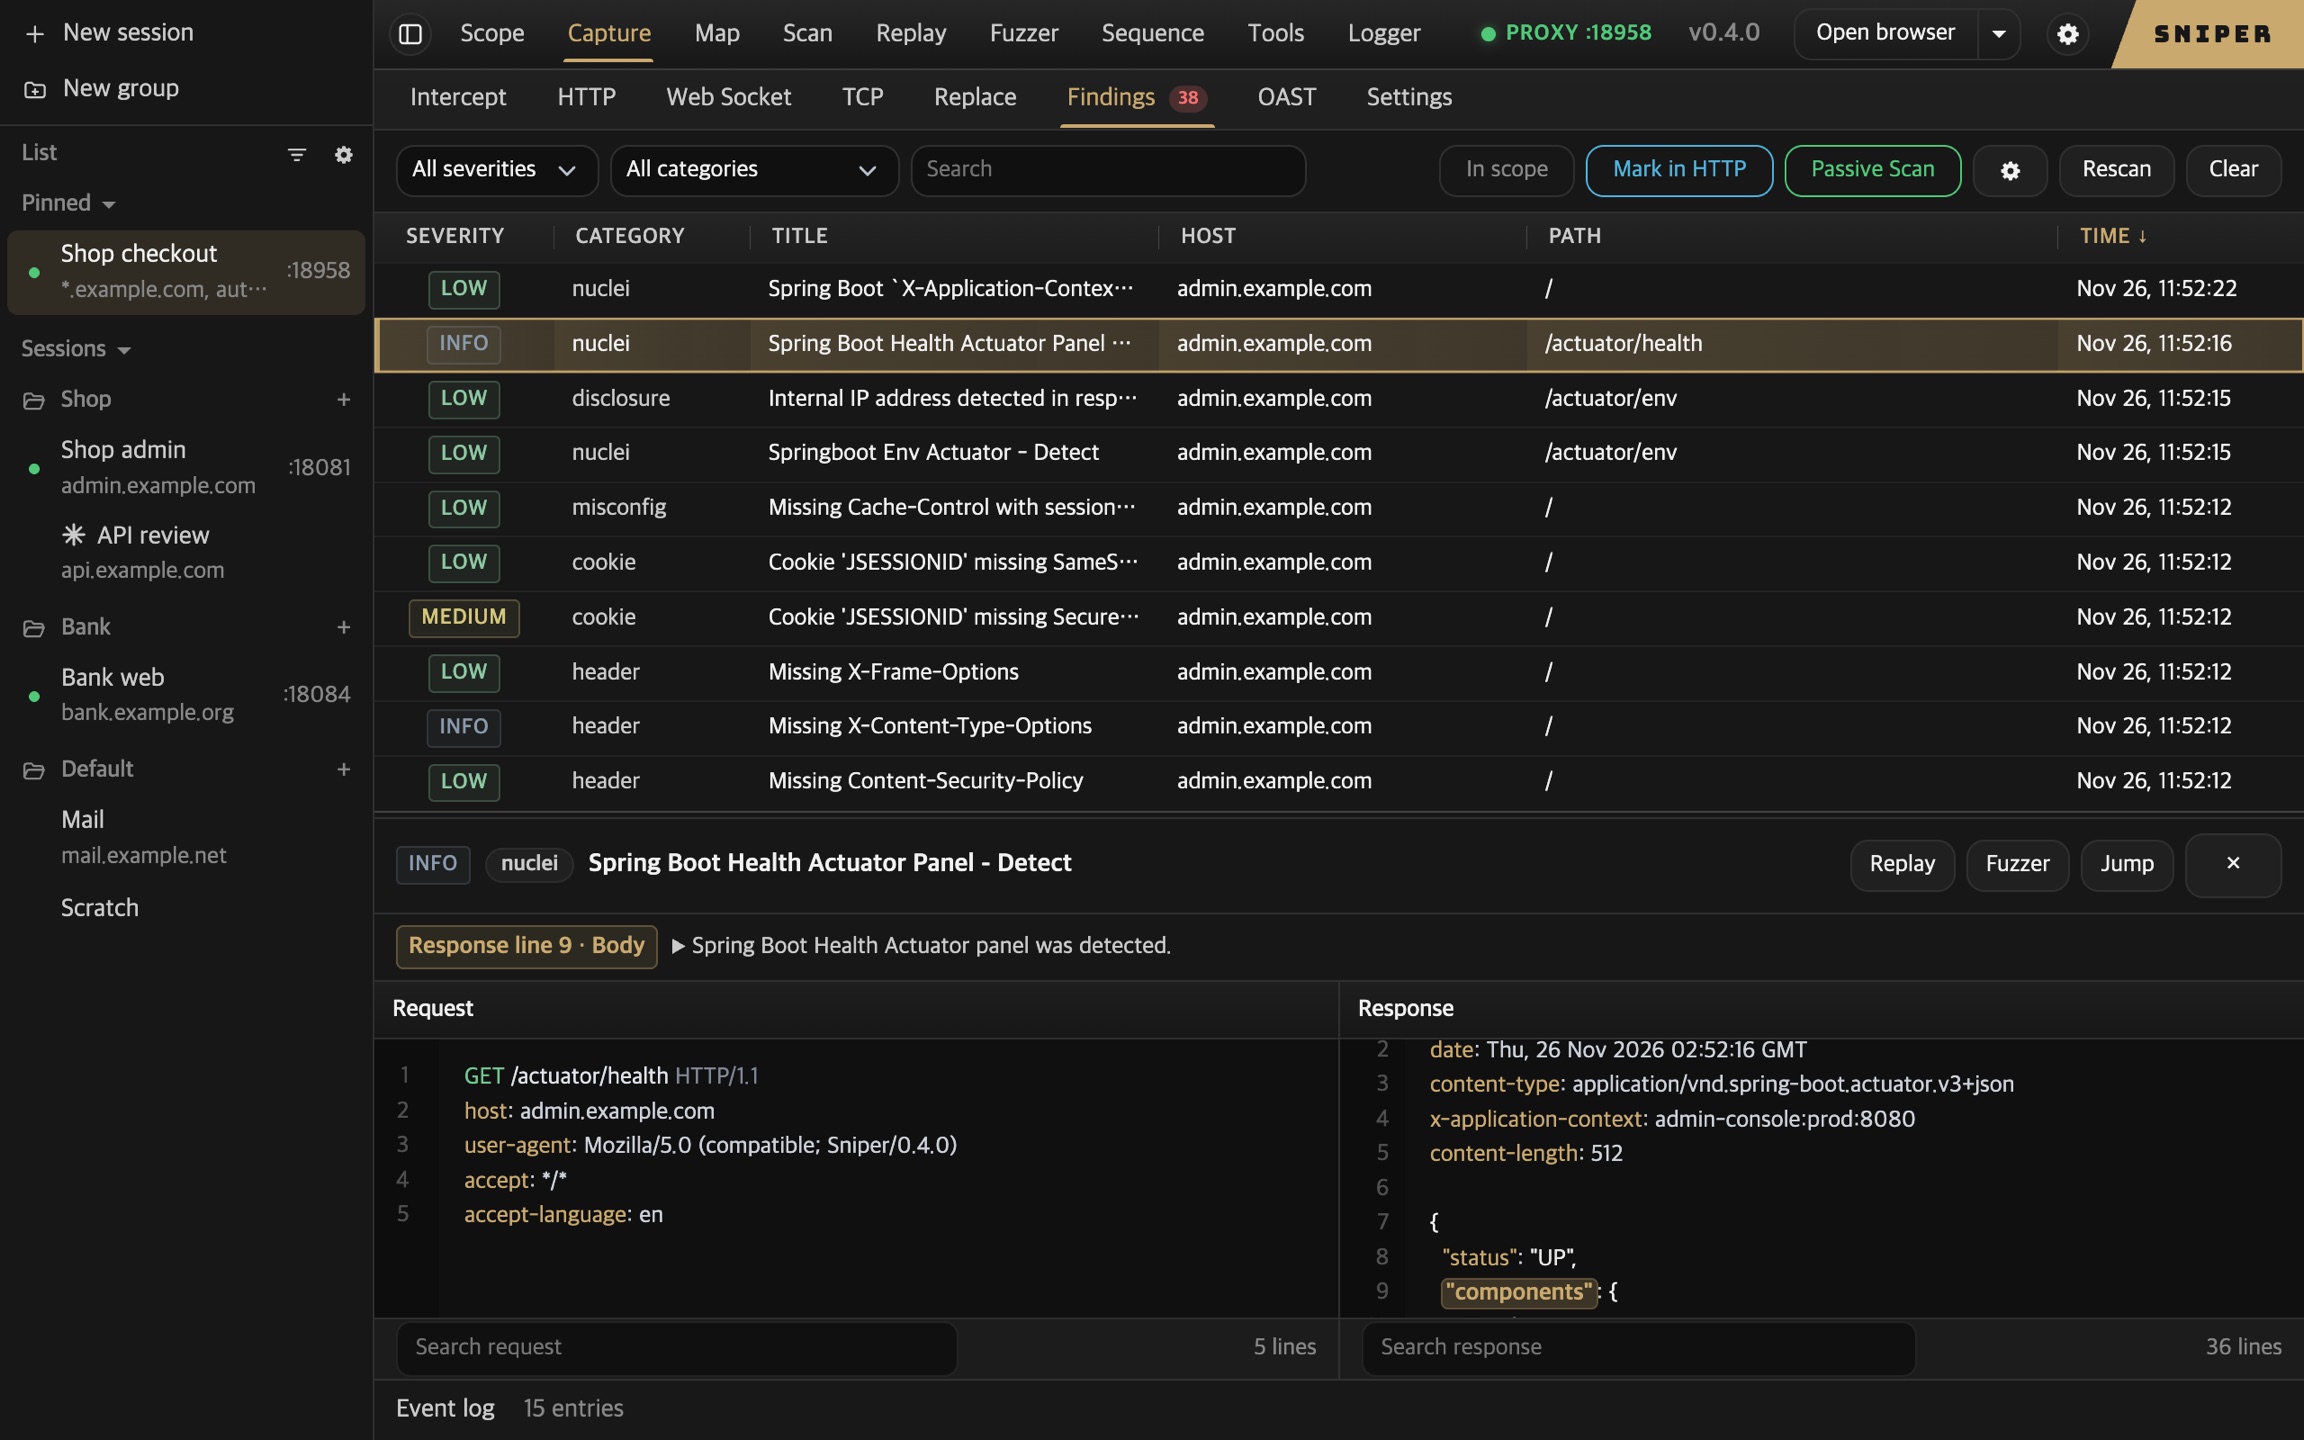 New session
New group
List
Pinned
Shop checkout
*.example.com, aut…
:18958
Sessions
Shop
Shop admin
admin.example.com
:18081
API review
api.example.com
Bank
Bank web
bank.example.org
:18084
Default
Mail
mail.example.net
Scratch
Scope Capture Map Scan Replay Fuzzer Sequence Tools Logger PROXY :18958 v0.4.0 Open browser SNIPER
Intercept HTTP Web Socket TCP Replace Findings 38 OAST Settings
All severities All categories Search In scope Mark in HTTP Passive Scan Rescan Clear
SEVERITY CATEGORY TITLE HOST PATH TIME ↓
LOW nuclei Spring Boot `X-Application-Contex… admin.example.com / Nov 26, 11:52:22
INFO nuclei Spring Boot Health Actuator Panel … admin.example.com /actuator/health Nov 26, 11:52:16
LOW disclosure Internal IP address detected in resp… admin.example.com /actuator/env Nov 26, 11:52:15
LOW nuclei Springboot Env Actuator - Detect admin.example.com /actuator/env Nov 26, 11:52:15
LOW misconfig Missing Cache-Control with session… admin.example.com / Nov 26, 11:52:12
LOW cookie Cookie 'JSESSIONID' missing SameS… admin.example.com / Nov 26, 11:52:12
MEDIUM cookie Cookie 'JSESSIONID' missing Secure… admin.example.com / Nov 26, 11:52:12
LOW header Missing X-Frame-Options admin.example.com / Nov 26, 11:52:12
INFO header Missing X-Content-Type-Options admin.example.com / Nov 26, 11:52:12
LOW header Missing Content-Security-Policy admin.example.com / Nov 26, 11:52:12
INFO nuclei Spring Boot Health Actuator Panel - Detect Replay Fuzzer Jump ×
Response line 9 · Body ▶ Spring Boot Health Actuator panel was detected.
Request
1 GET /actuator/health HTTP/1.1
2 host: admin.example.com
3 user-agent: Mozilla/5.0 (compatible; Sniper/0.4.0)
4 accept: */*
5 accept-language: en
Search request 5 lines
Response
2 date: Thu, 26 Nov 2026 02:52:16 GMT
3 content-type: application/vnd.spring-boot.actuator.v3+json
4 x-application-context: admin-console:prod:8080
5 content-length: 512
6
7 {
8 "status": "UP",
9 "components": {
Search response 36 lines
Event log 15 entries